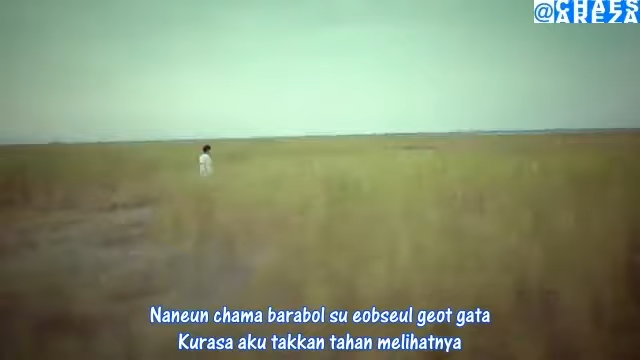 @CHAES
AREZA
Naneun chama barabol su eobseul geot gata
Kurasa aku takkan tahan melihatnya